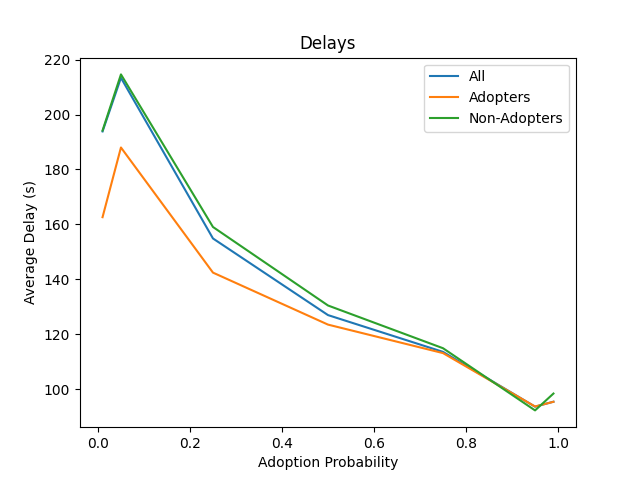 Delays
All
Adopters
Non-Adopters
Average Delay (s)
220
200
180
160
140
120
100
0.0 0.2 0.4 0.6 0.8 1.0
Adoption Probability